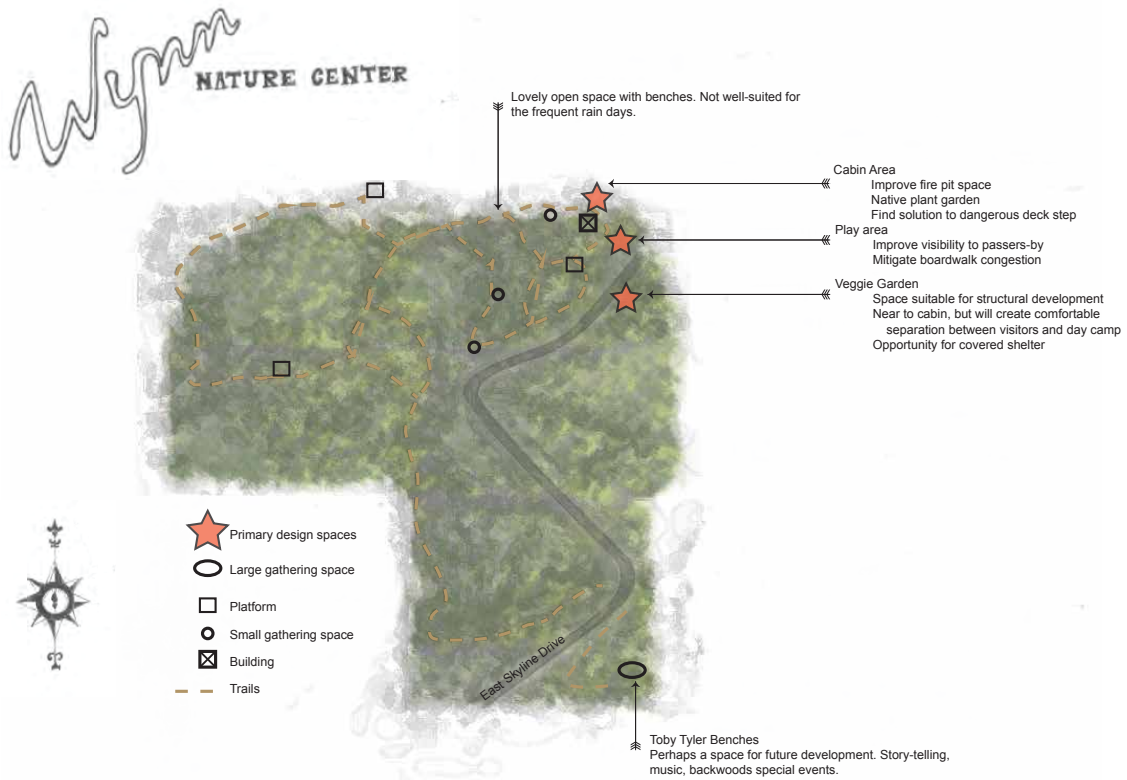 Wynn
NATURE CENTER
Lovely open space with benches. Not well-suited for
the frequent rain days.
Cabin Area
Improve fire pit space
Native plant garden
Find solution to dangerous deck step
Play area
Improve visibility to passers-by
Mitigate boardwalk congestion
Veggie Garden
Space suitable for structural development
Near to cabin, but will create comfortable
separation between visitors and day camp
Opportunity for covered shelter
Primary design spaces
Large gathering space
Platform
Small gathering space
Building
Trails
East Skyline Drive
Toby Tyler Benches
Perhaps a space for future development. Story-telling,
music, backwoods special events.